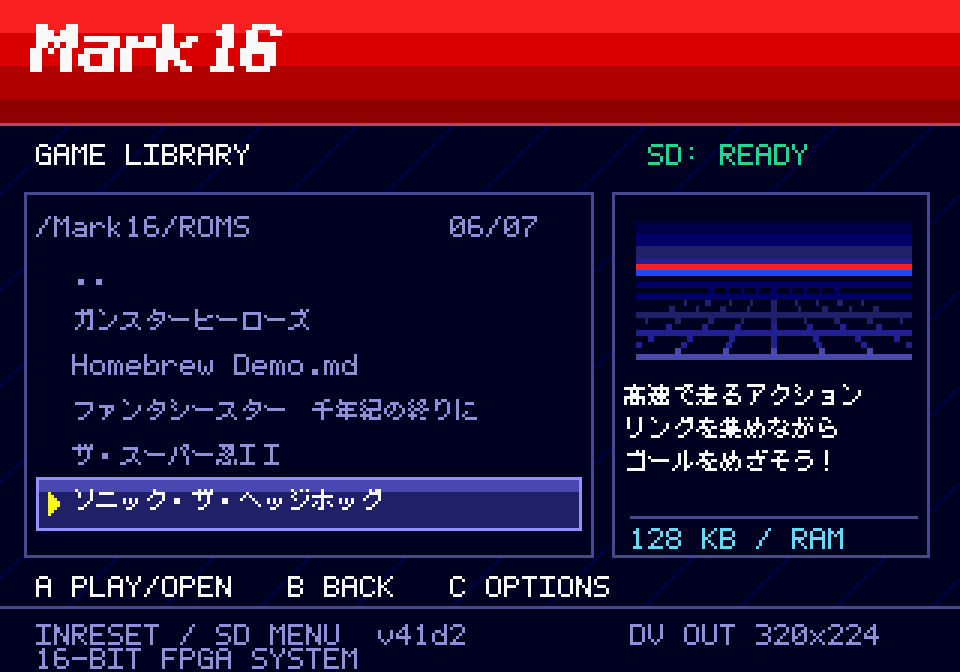 Mark16
GAME LIBRARY
SD: READY
/Mark16/ROMS 06/07
..
ガンスターヒーローズ
Homebrew Demo.md
ファンタシースター 千年紀の終りに
ザ・スーパー忍II
ソニック・ザ・ヘッジホッグ
高速で走るアクション
リングを集めながら
ゴールをめざそう!
128 KB / RAM
A PLAY/OPEN B BACK C OPTIONS
INRESET / SD MENU v41d2
DV OUT 320x224
16-BIT FPGA SYSTEM